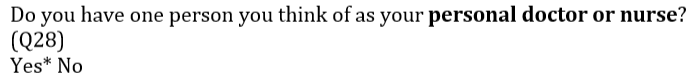 Do you have one person you think of as your personal doctor or nurse?
(Q28)
Yes* No